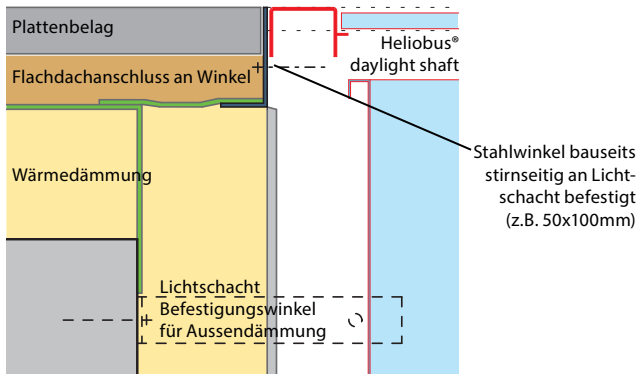 Plattenbelag
Heliobus®
daylight shaft
Flachdachanschluss an Winkel
Stahlwinkel bauseits
stirnseitig an Licht-
schacht befestigt
(z.B. 50x100mm)
Wärmedämmung
Lichtschacht
Befestigungswinkel
für Aussendämmung